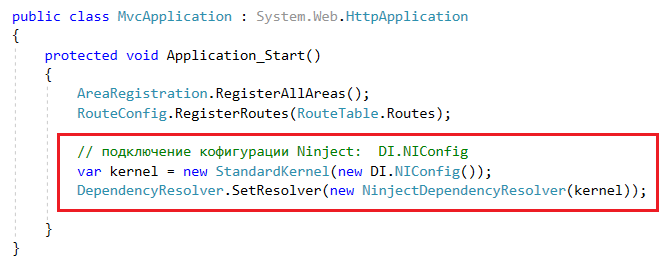 public class MvcApplication : System.Web.HttpApplication
{
protected void Application_Start()
{
AreaRegistration.RegisterAllAreas();
RouteConfig.RegisterRoutes(RouteTable.Routes);
// подключение кофигурации Ninject:  DI.NIConfig
var kernel = new StandardKernel(new DI.NIConfig());
DependencyResolver.SetResolver(new NinjectDependencyResolver(kernel));
}
}